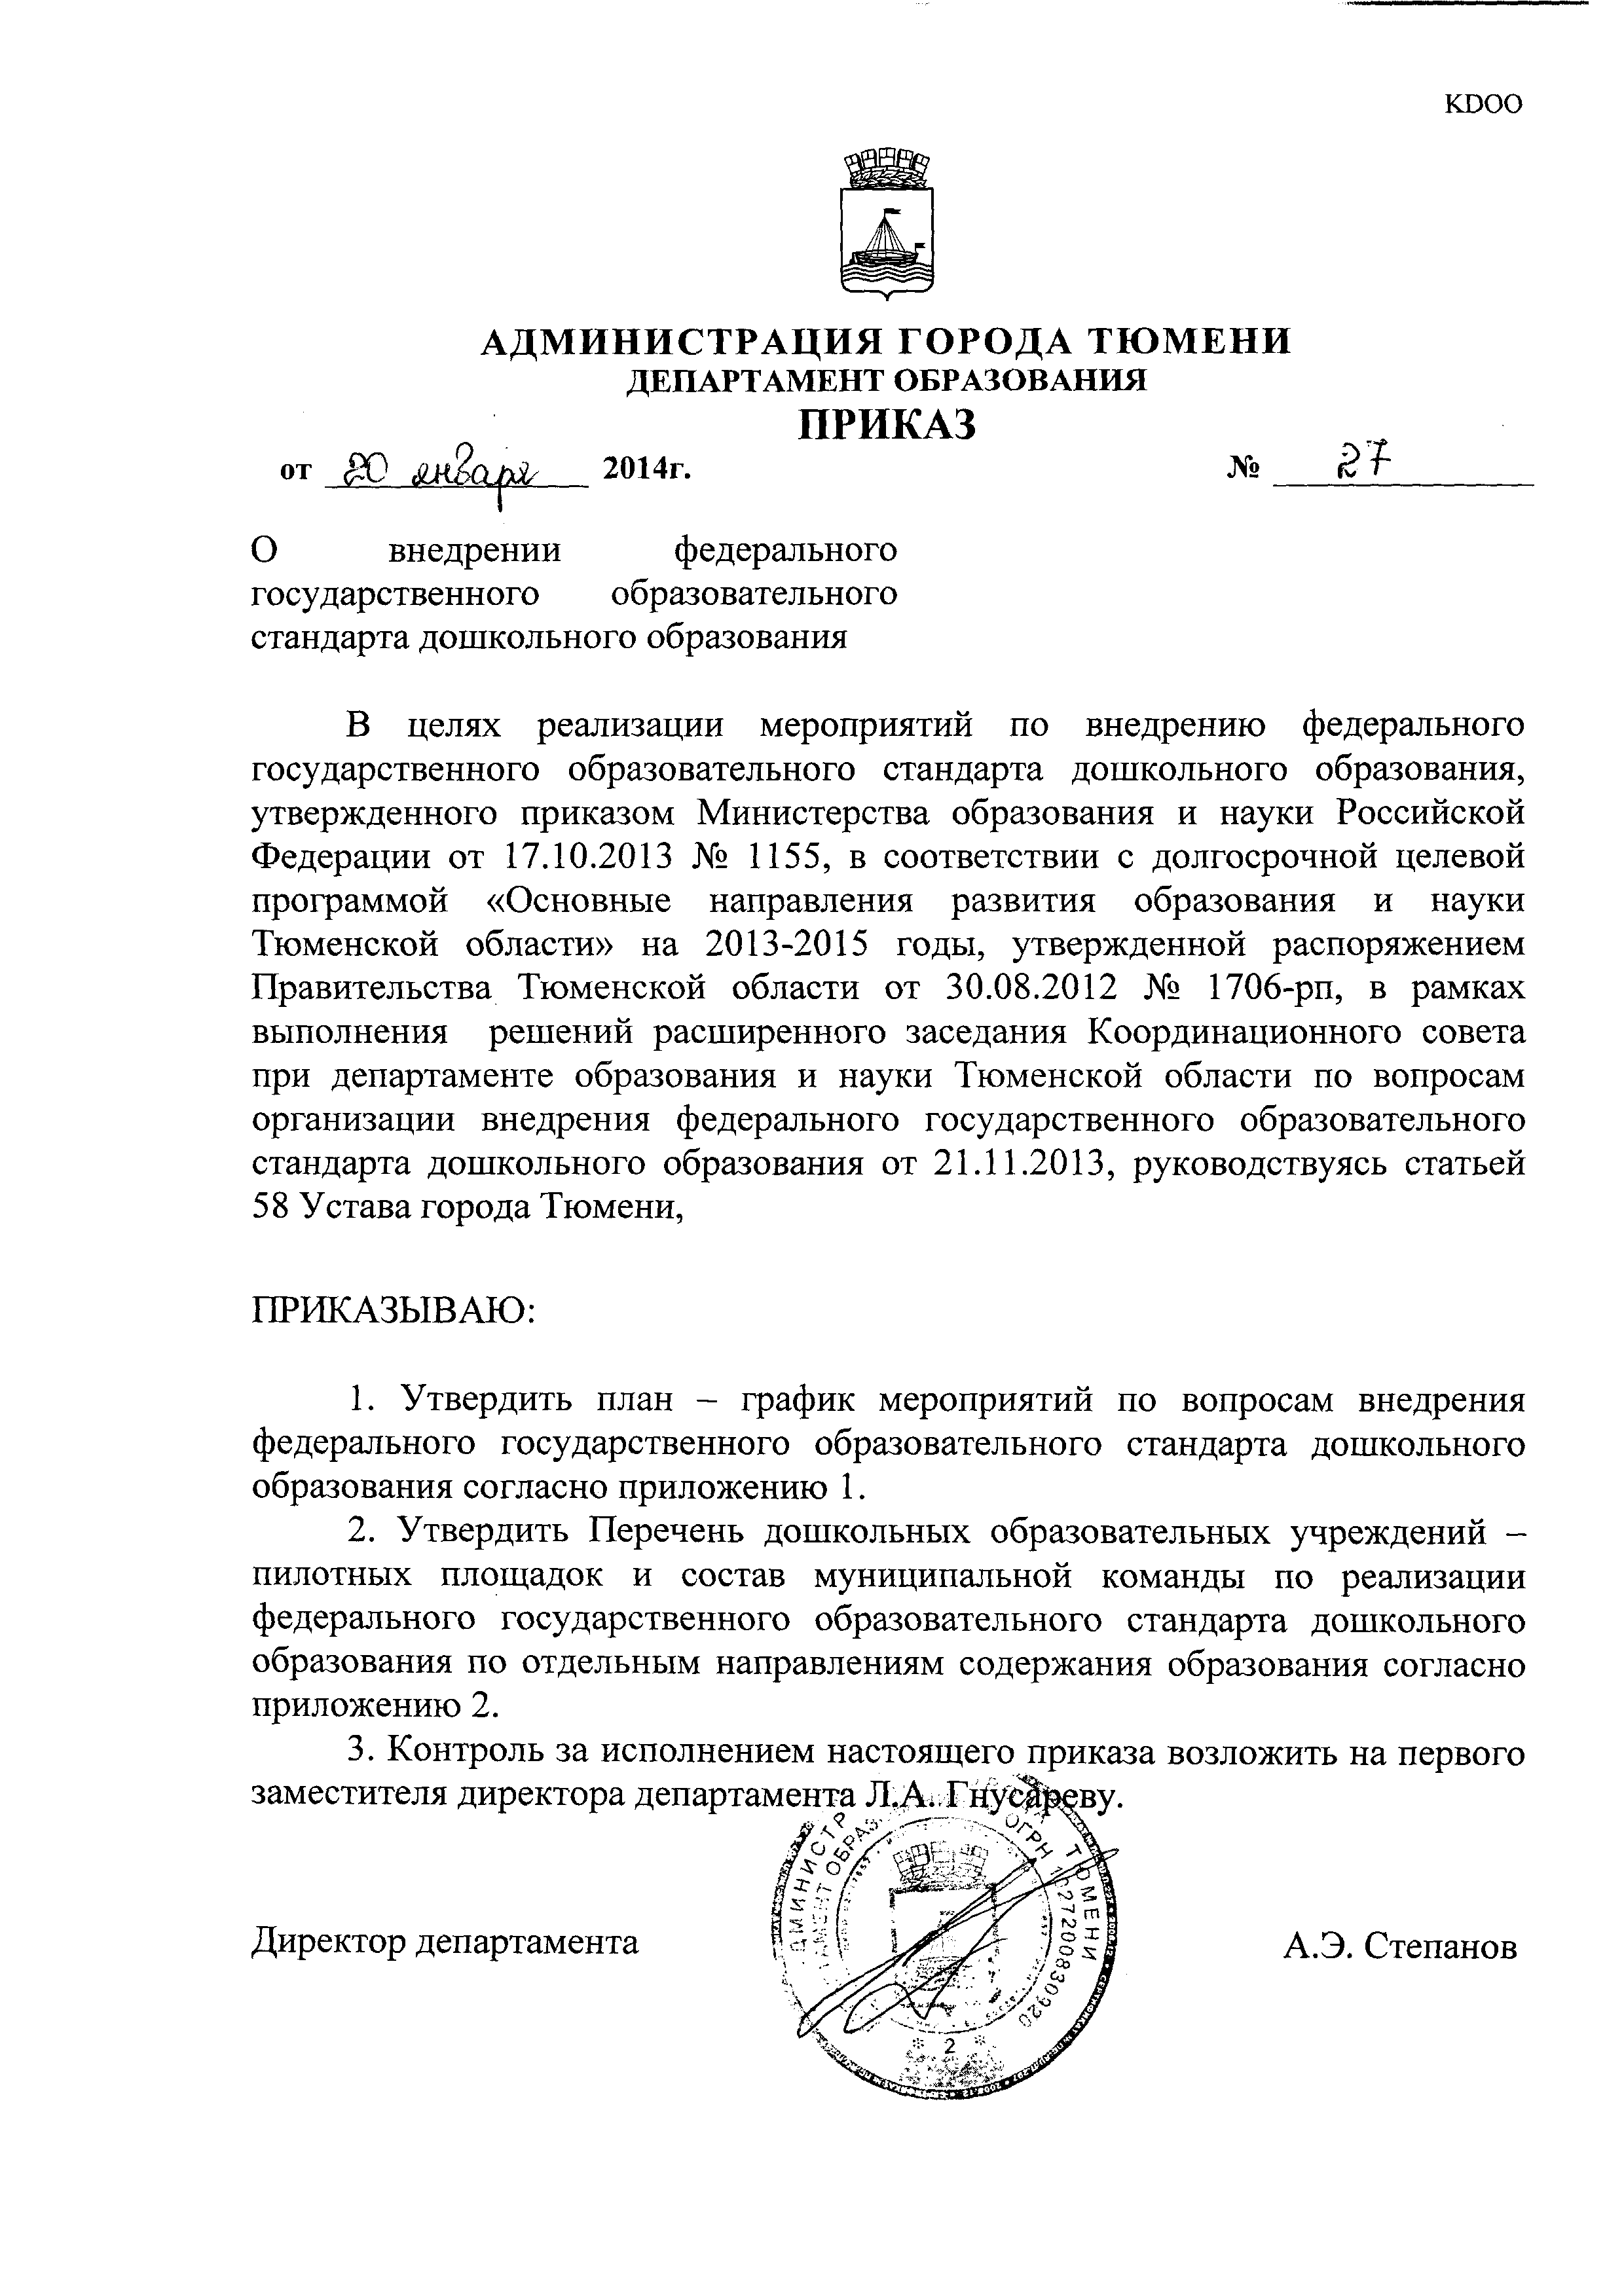 KDOO
АДМИНИСТРАЦИЯ ГОРОДА ТЮМЕНИ
ДЕПАРТАМЕНТ ОБРАЗОВАНИЯ
ПРИКАЗ
от 20 января 2014г. № 27
О внедрении федерального
государственного образовательного
стандарта дошкольного образования
В целях реализации мероприятий по внедрению федерального
государственного образовательного стандарта дошкольного образования,
утвержденного приказом Министерства образования и науки Российской
Федерации от 17.10.2013 № 1155, в соответствии с долгосрочной целевой
программой «Основные направления развития образования и науки
Тюменской области» на 2013-2015 годы, утвержденной распоряжением
Правительства Тюменской области от 30.08.2012 № 1706-рп, в рамках
выполнения решений расширенного заседания Координационного совета
при департаменте образования и науки Тюменской области по вопросам
организации внедрения федерального государственного образовательного
стандарта дошкольного образования от 21.11.2013, руководствуясь статьей
58 Устава города Тюмени,
ПРИКАЗЫВАЮ:
1. Утвердить план – график мероприятий по вопросам внедрения
федерального государственного образовательного стандарта дошкольного
образования согласно приложению 1.
2. Утвердить Перечень дошкольных образовательных учреждений –
пилотных площадок и состав муниципальной команды по реализации
федерального государственного образовательного стандарта дошкольного
образования по отдельным направлениям содержания образования согласно
приложению 2.
3. Контроль за исполнением настоящего приказа возложить на первого
заместителя директора департамента Л.А. Гнусареву.
Директор департамента А.Э. Степанов
ТЮМЕНИ
ОГРН 1027200830920
* 2 *